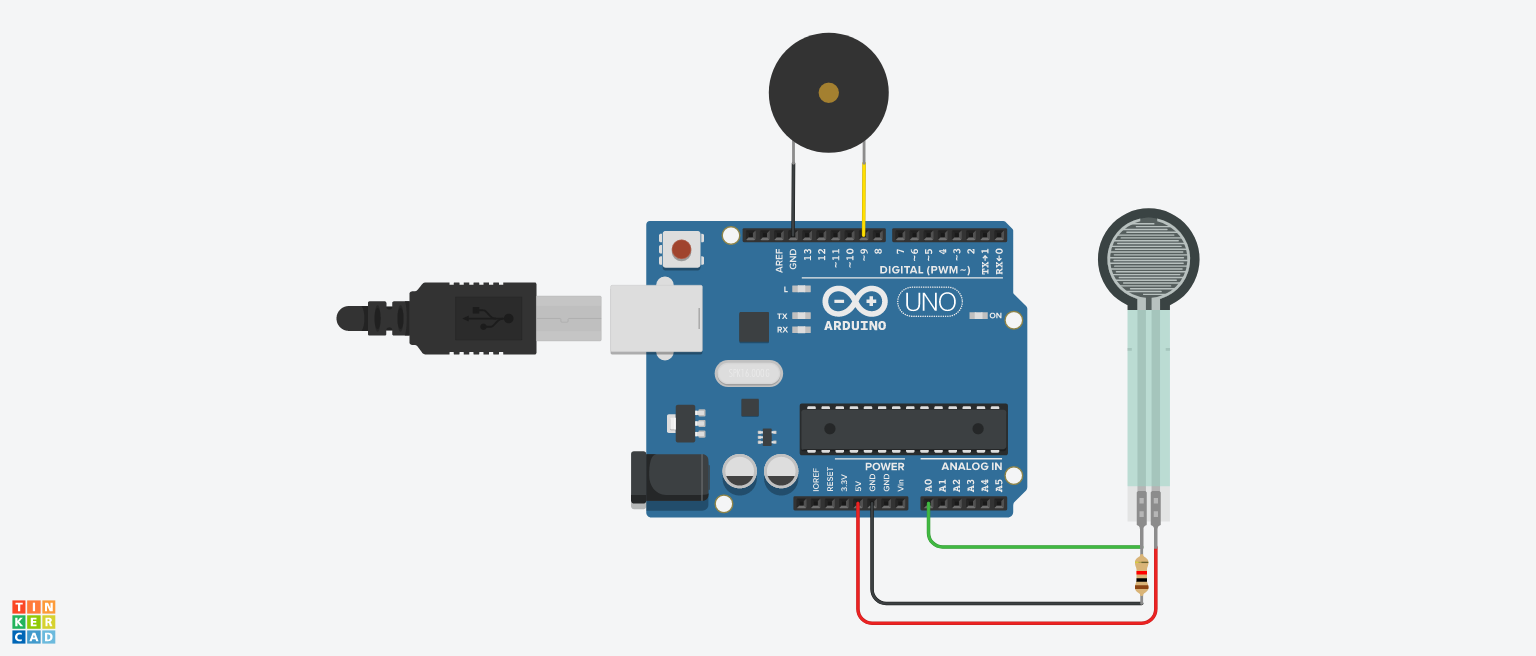 AREF
GND
13
12
~11
~10
~9
8
7
~6
~5
4
~3
2
TX→1
RX←0
DIGITAL (PWM~)
L
TX
RX
UNO
ARDUINO
ON
POWER
ANALOG IN
IOREF
RESET
3.3V
5V
GND
GND
Vin
A0
A1
A2
A3
A4
A5
TIN
KER
CAD